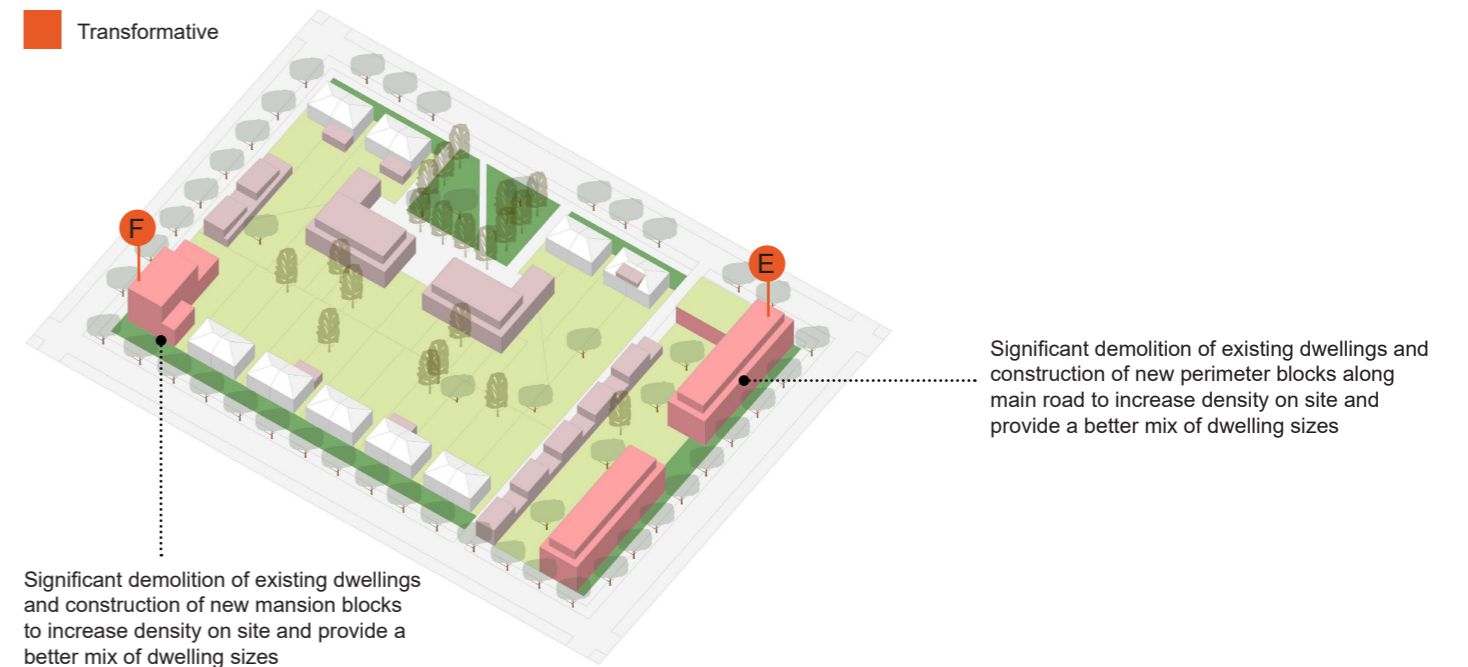 Transformative
F
E
Significant demolition of existing dwellings and
construction of new perimeter blocks along
main road to increase density on site and
provide a better mix of dwelling sizes
Significant demolition of existing dwellings
and construction of new mansion blocks
to increase density on site and provide a
better mix of dwelling sizes